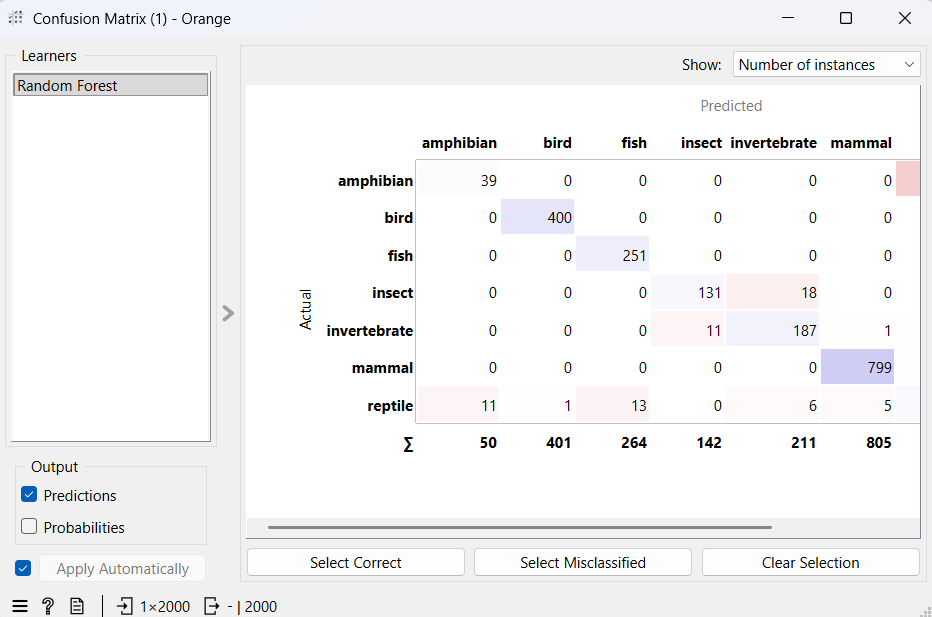 Confusion Matrix (1) - Orange
Learners
Random Forest
Show: Number of instances
Predicted
amphibian bird fish insect invertebrate mammal
amphibian 39 0 0 0 0 0
bird 0 400 0 0 0 0
fish 0 0 251 0 0 0
Actual
insect 0 0 0 131 18 0
invertebrate 0 0 0 11 187 1
mammal 0 0 0 0 0 799
reptile 11 1 13 0 6 5
∑ 50 401 264 142 211 805
Output
Predictions
Probabilities
Apply Automatically
Select Correct Select Misclassified Clear Selection
1×2000 - | 2000